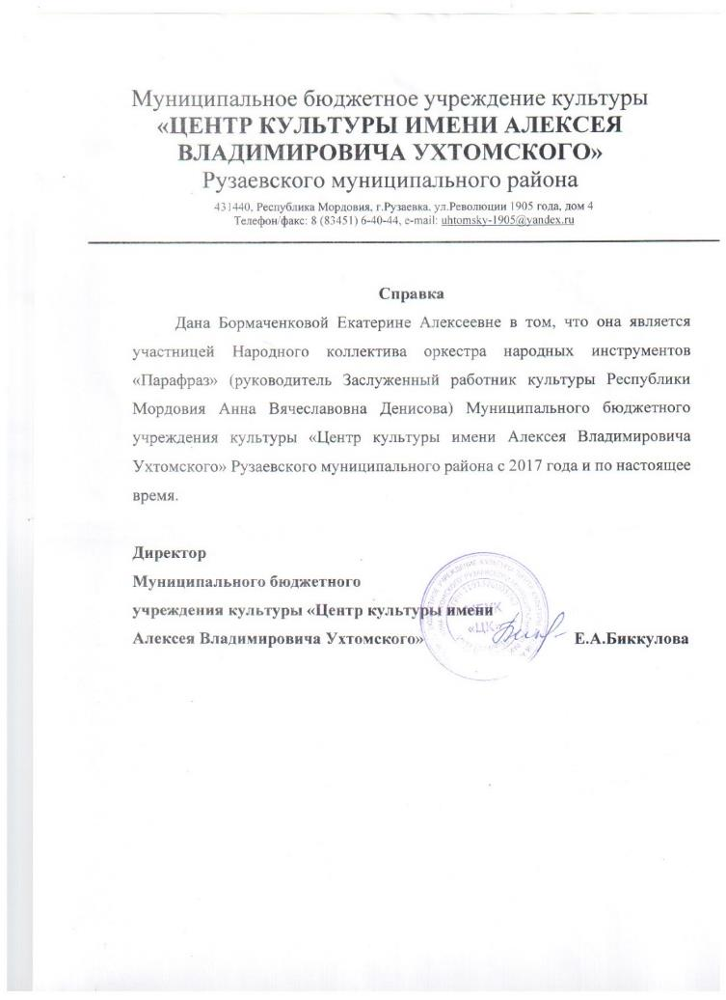 Муниципальное бюджетное учреждение культуры
«ЦЕНТР КУЛЬТУРЫ ИМЕНИ АЛЕКСЕЯ
ВЛАДИМИРОВИЧА УХТОМСКОГО»
Рузаевского муниципального района
431440, Республика Мордовия, г.Рузаевка, ул.Революции 1905 года, дом 4
Телефон/факс: 8 (83451) 6-40-44, e-mail: uhtomsky-1905@yandex.ru
Справка
Дана Бормаченковой Екатерине Алексеевне в том, что она является
участницей Народного коллектива оркестра народных инструментов
«Парафраз» (руководитель Заслуженный работник культуры Республики
Мордовия Анна Вячеславовна Денисова) Муниципального бюджетного
учреждения культуры «Центр культуры имени Алексея Владимировича
Ухтомского» Рузаевского муниципального района с 2017 года и по настоящее
время.
Директор
Муниципального бюджетного
учреждения культуры «Центр культуры имени
Алексея Владимировича Ухтомского» Е.А.Биккулова